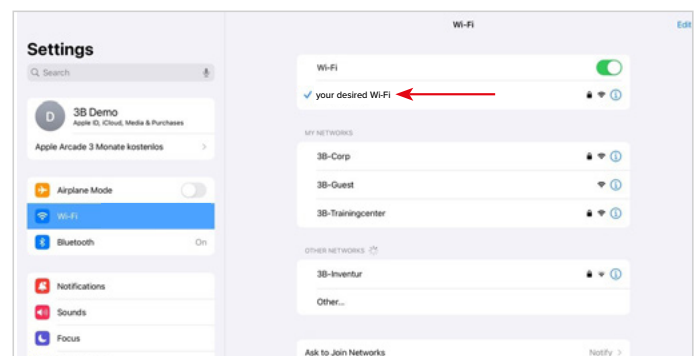 Wi-Fi
Edit
Settings
Search
D
3B Demo
Apple ID, iCloud, Media & Purchases
Apple Arcade 3 Monate kostenlos
Airplane Mode
Wi-Fi
Bluetooth On
Notifications
Sounds
Focus
Wi-Fi
your desired Wi-Fi
MY NETWORKS
3B-Corp
3B-Guest
3B-Trainingcenter
OTHER NETWORKS
3B-Inventur
Other...
Ask to Join Networks Notify